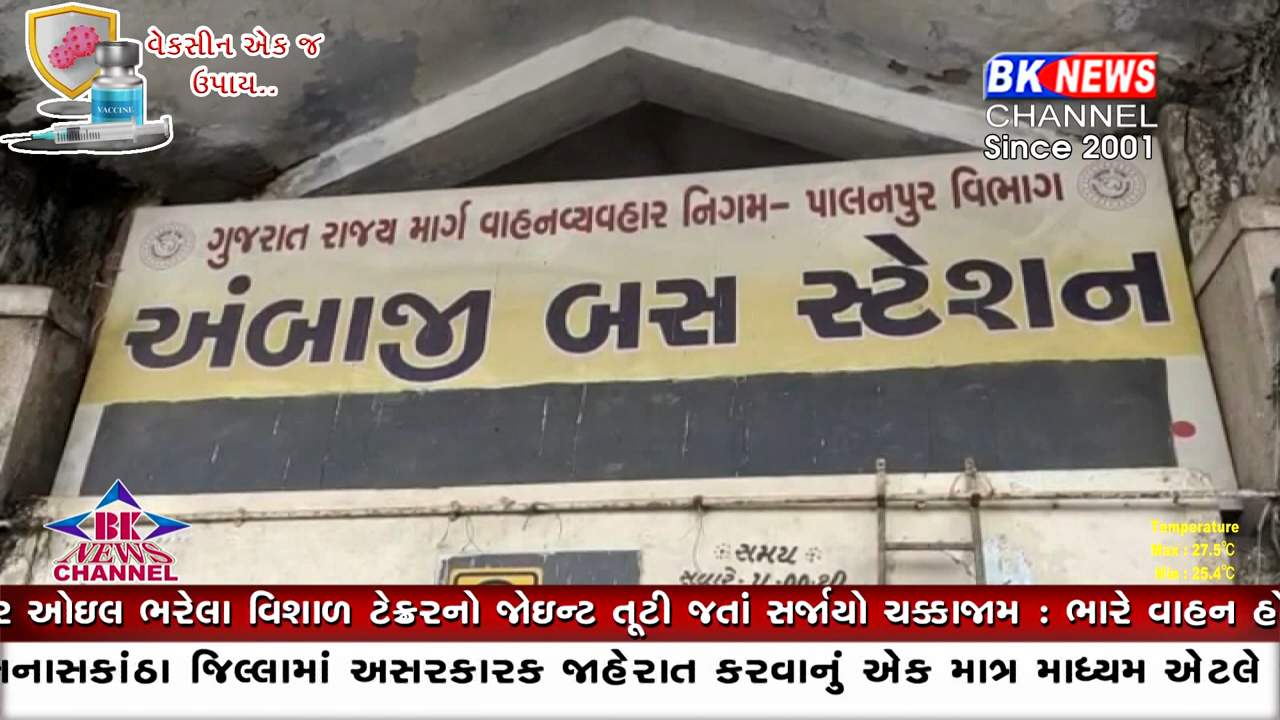 વેકસીન એક જ
ઉપાય..
VACCINE
BK NEWS
CHANNEL
Since 2001
ગુજરાત રાજ્ય માર્ગ વાહનવ્યવહાર નિગમ- પાલનપુર વિભાગ
અંબાજી બસ સ્ટેશન
BK
NEWS
CHANNEL
Temperature
Max : 27.5℃
Min : 25.4℃
સમય
સવારે:
ર ઓઇલ ભરેલા વિશાળ ટેન્કરનો જોઇન્ટ તૂટી જતાં સર્જાયો ચક્કાજામ : ભારે વાહન હો
નાસકાંઠા જિલ્લામાં અસરકારક જાહેરાત કરવાનું એક માત્ર માધ્યમ એટલે